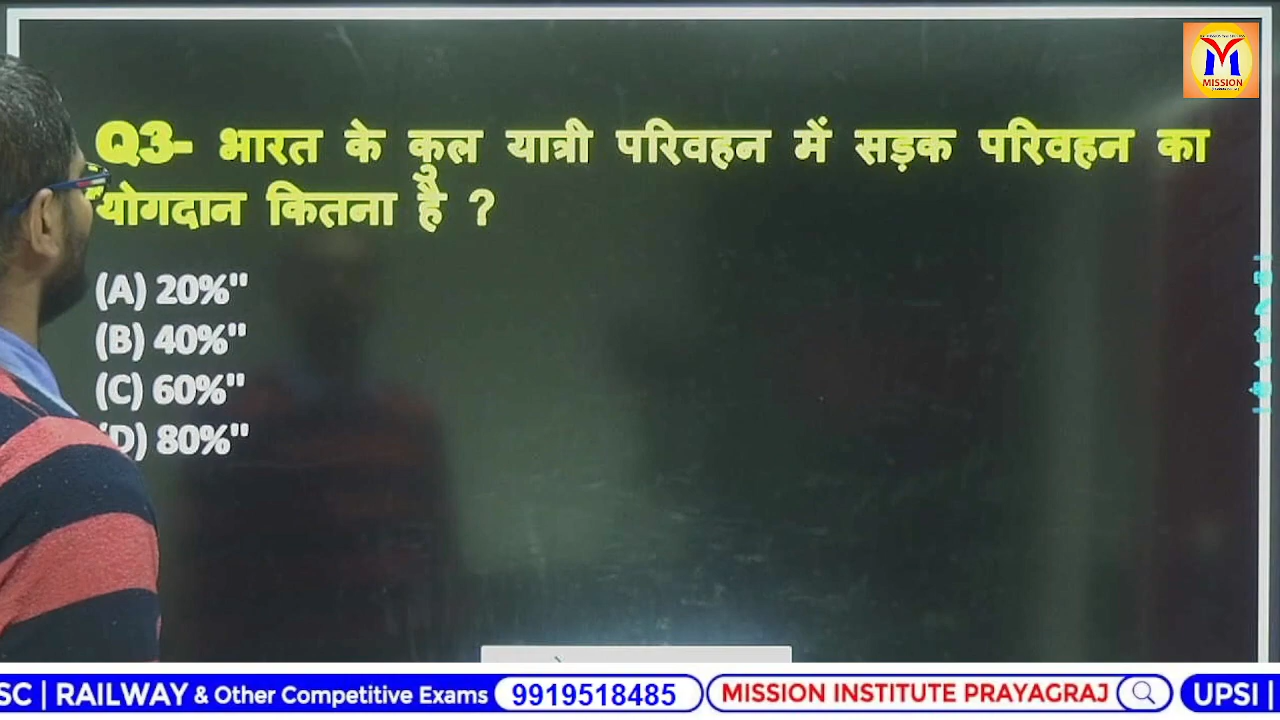 MISSION
Q3- भारत के कुल यात्री परिवहन में सड़क परिवहन का
योगदान कितना है ?
(A) 20%"
(B) 40%"
(C) 60%"
D) 80%"
SC | RAILWAY & Other Competitive Exams 9919518485 MISSION INSTITUTE PRAYAGRAJ UPSI |